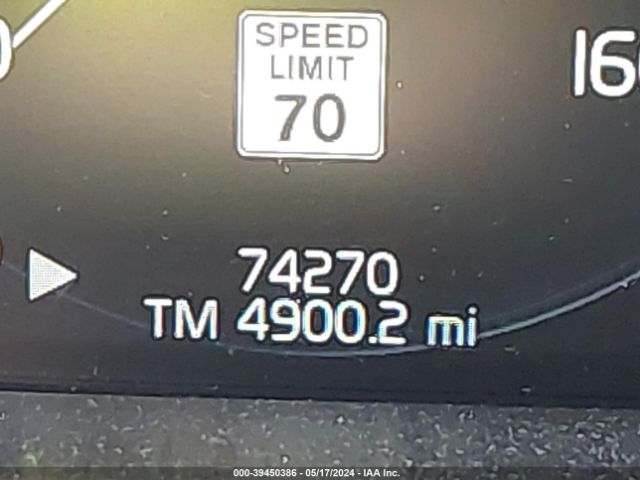 SPEED
LIMIT
70
74270
TM 4900.2 mi
000-39450386 - 05/17/2024 - IAA Inc.